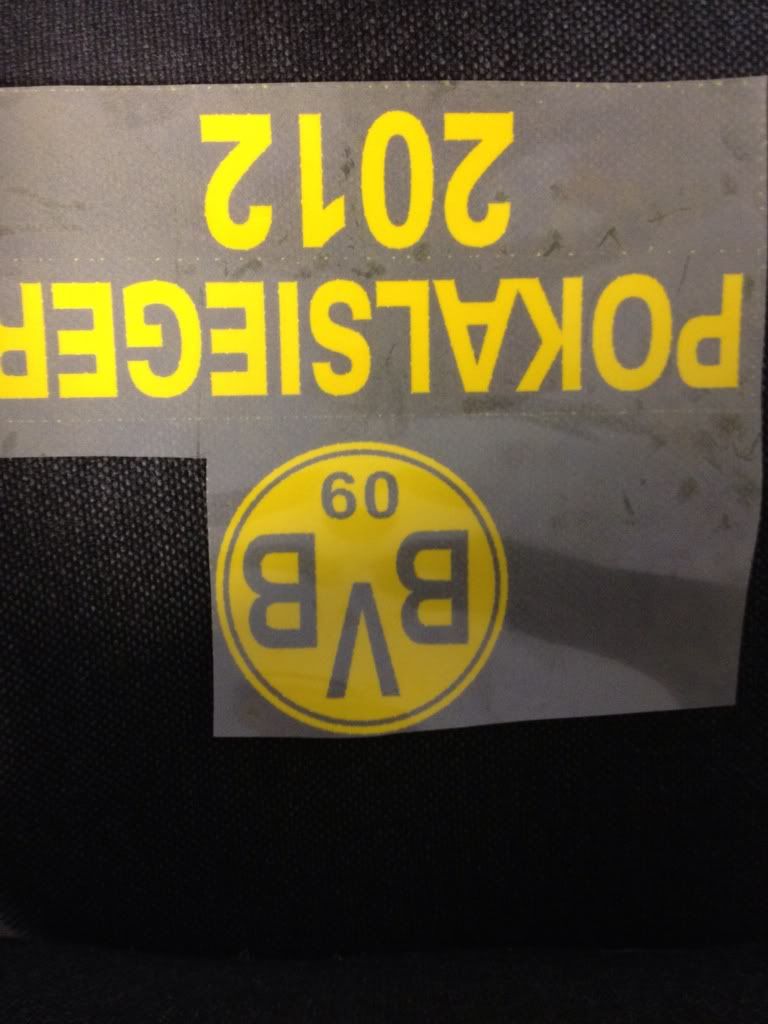 BVB
09
POKALSIEGER
2012